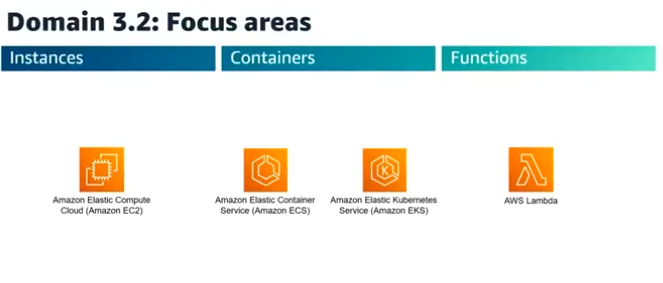 Domain 3.2: Focus areas
Instances
Containers
Functions
Amazon Elastic Compute
Cloud (Amazon EC2)
Amazon Elastic Container
Service (Amazon ECS)
K
Amazon Elastic Kubernetes
Service (Amazon EKS)
AWS Lambda